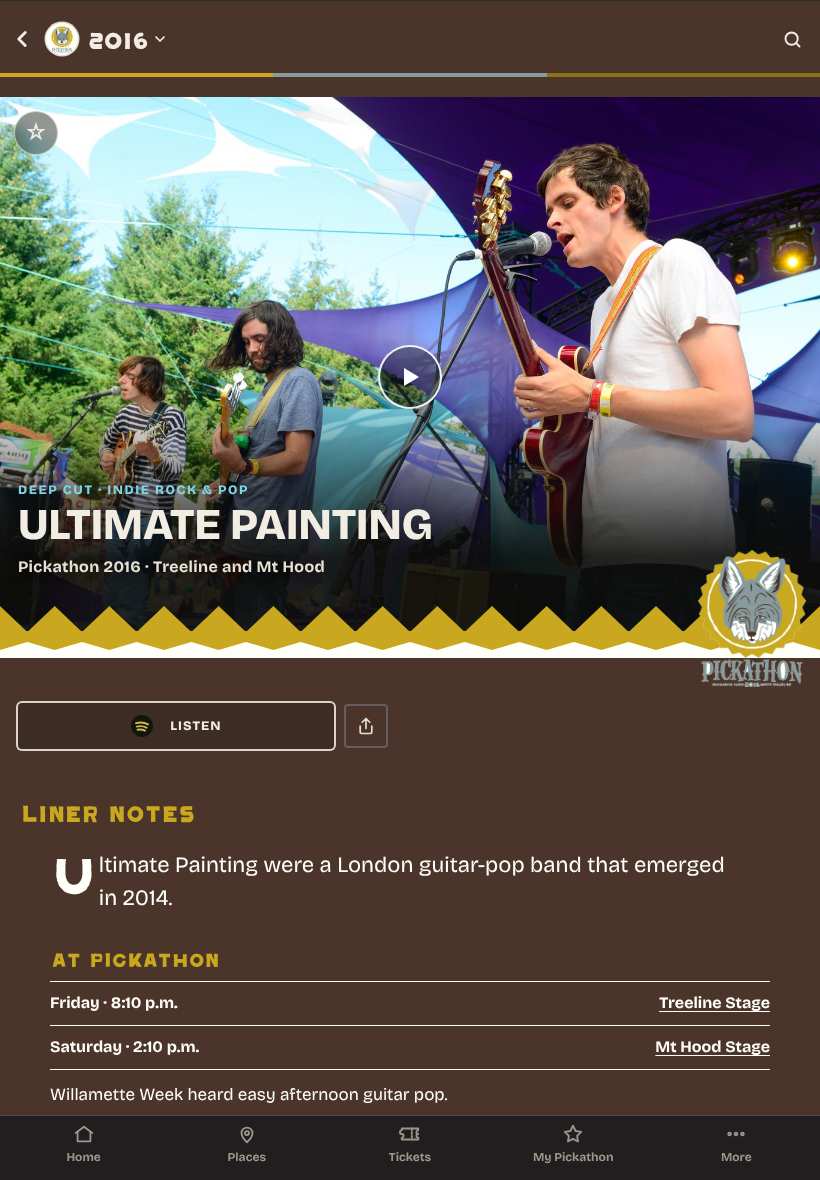 2016
DEEP CUT · INDIE ROCK & POP
ULTIMATE PAINTING
Pickathon 2016 · Treeline and Mt Hood
PICKATHON
LISTEN
LINER NOTES
Ultimate Painting were a London guitar-pop band that emerged
in 2014.
AT PICKATHON
Friday · 8:10 p.m. Treeline Stage
Saturday · 2:10 p.m. Mt Hood Stage
Willamette Week heard easy afternoon guitar pop.
Home Places Tickets My Pickathon More